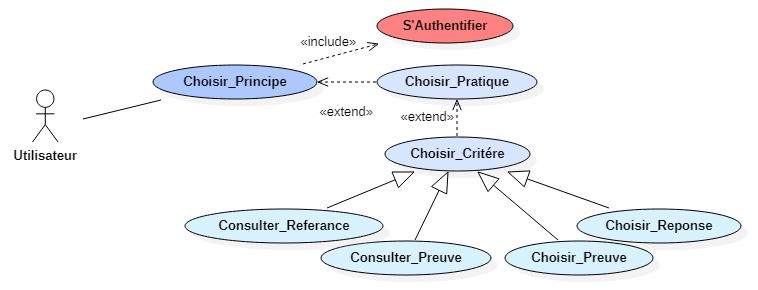 S'Authentifier
«include»
Choisir_Principe
Choisir_Pratique
«extend»
«extend»
Utilisateur
Choisir_Critére
Consulter_Referance
Choisir_Reponse
Consulter_Preuve
Choisir_Preuve